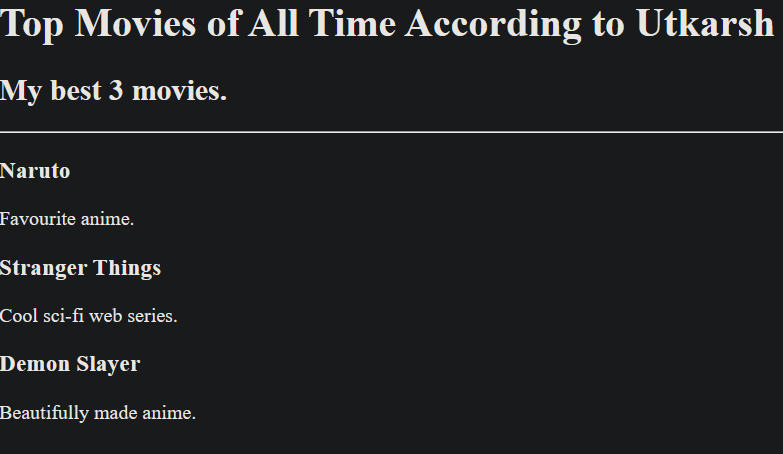 Top Movies of All Time According to Utkarsh
My best 3 movies.
Naruto
Favourite anime.
Stranger Things
Cool sci-fi web series.
Demon Slayer
Beautifully made anime.